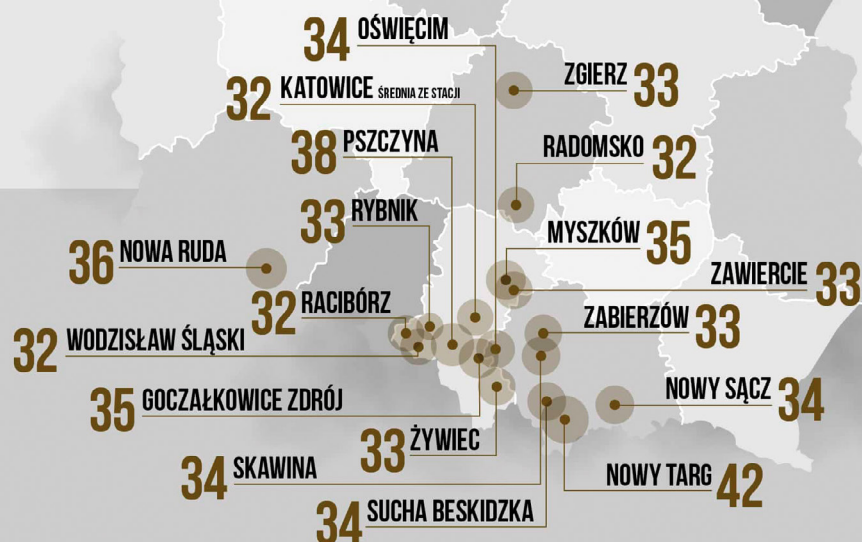 34 OŚWIĘCIM
ZGIERZ 33
32 KATOWICE ŚREDNIA ZE STACJI
38 PSZCZYNA
RADOMSKO 32
33 RYBNIK
MYSZKÓW 35
36 NOWA RUDA
ZAWIERCIE 33
32 RACIBÓRZ
ZABIERZÓW 33
32 WODZISŁAW ŚLĄSKI
35 GOCZAŁKOWICE ZDRÓJ
NOWY SĄCZ 34
33 ŻYWIEC
34 SKAWINA
NOWY TARG 42
34 SUCHA BESKIDZKA